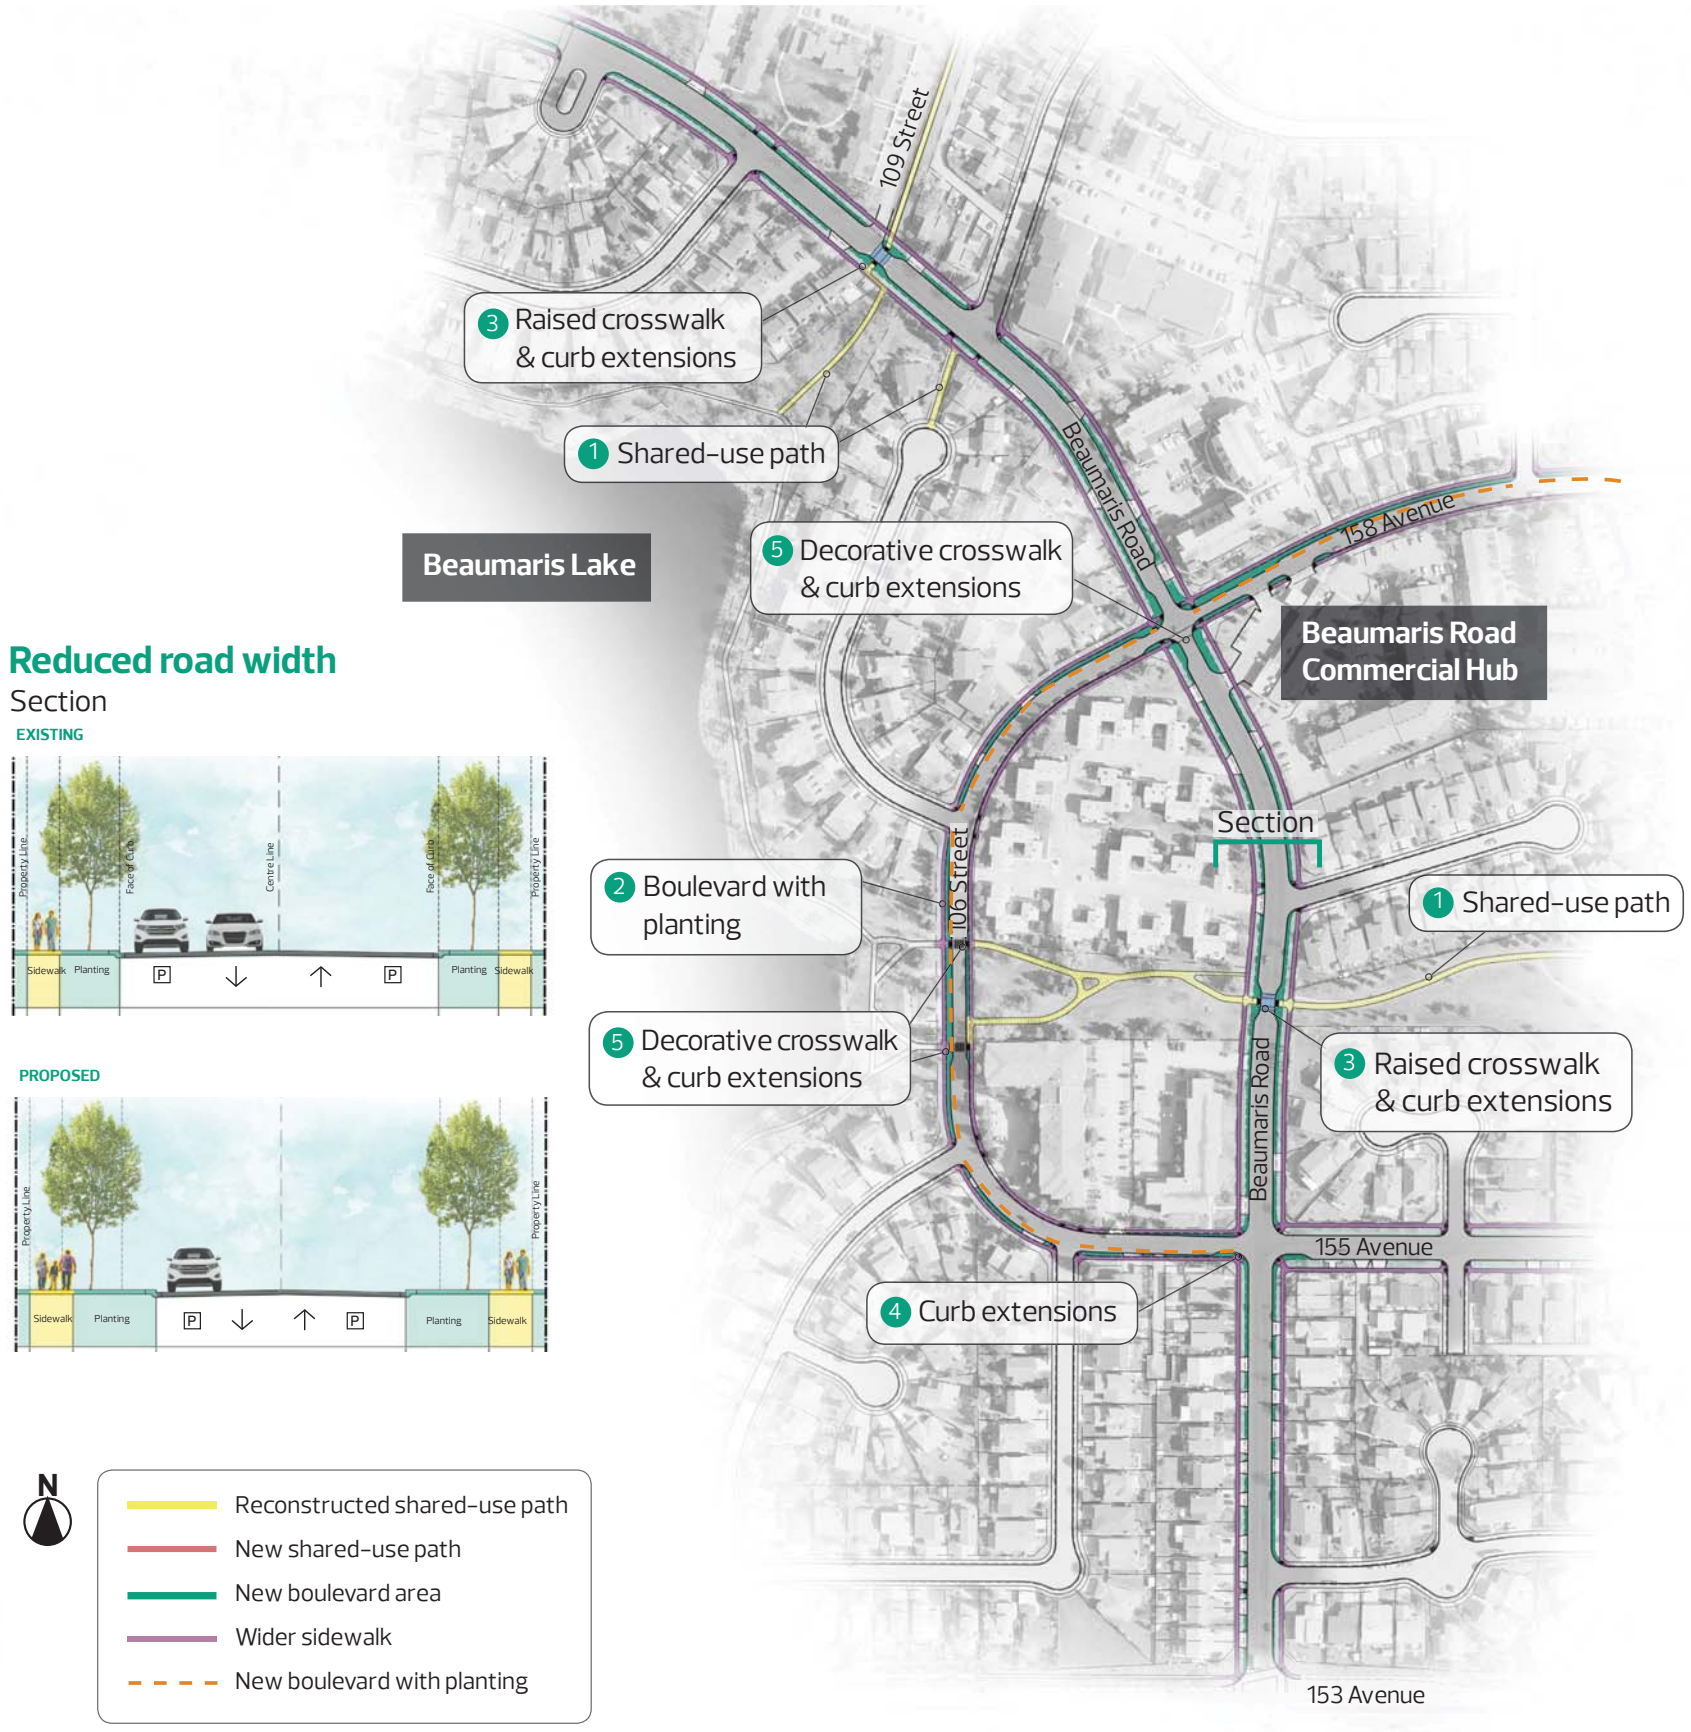 109 Street
3 Raised crosswalk
& curb extensions
1 Shared-use path
Beaumaris Road
158 Avenue
Beaumaris Lake
5 Decorative crosswalk
& curb extensions
Beaumaris Road
Commercial Hub
Reduced road width
Section
EXISTING
Property Line
Face of Curb
Centre Line
Face of Curb
Property Line
Sidewalk
Planting
P
P
Planting
Sidewalk
Section
106 Street
2 Boulevard with
planting
1 Shared-use path
5 Decorative crosswalk
& curb extensions
3 Raised crosswalk
& curb extensions
Beaumaris Road
PROPOSED
Property Line
Property Line
Sidewalk
Planting
P
P
Planting
Sidewalk
155 Avenue
4 Curb extensions
N
Reconstructed shared-use path
New shared-use path
New boulevard area
Wider sidewalk
New boulevard with planting
153 Avenue